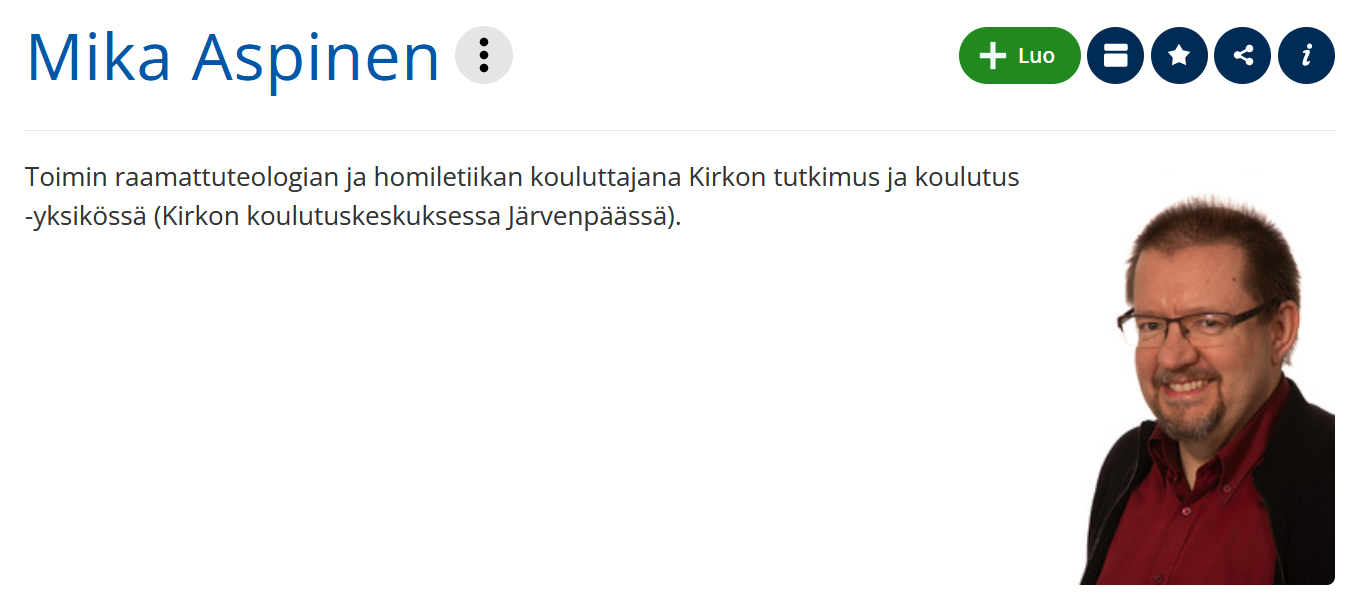 Mika Aspinen
Luo
Toimin raamattuteologian ja homiletiikan kouluttajana Kirkon tutkimus ja koulutus
-yksikössä (Kirkon koulutuskeskuksessa Järvenpäässä).